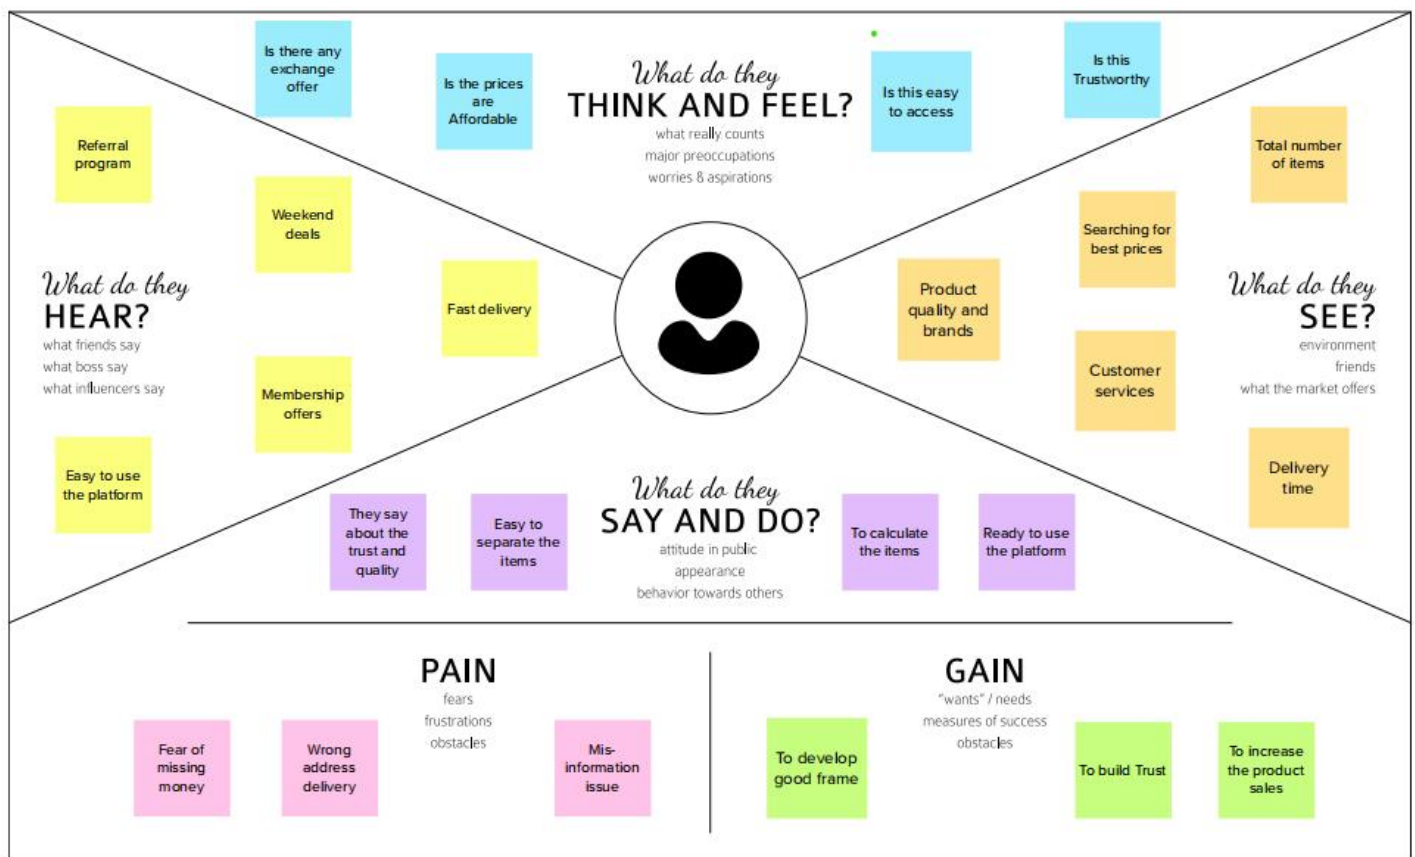 Is there any
exchange
offer
Is the prices
are
Affordable
What do they
THINK AND FEEL?
what really counts
major preoccupations
worries & aspirations
Is this easy
to access
Is this
Trustworthy
Referral
program
Weekend
deals
Fast delivery
What do they
HEAR?
what friends say
what boss say
what influencers say
Membership
offers
Easy to use
the platform
Total number
of items
Searching for
best prices
Product
quality and
brands
What do they
SEE?
environment
friends
what the market offers
Customer
services
Delivery
time
They say
about the
trust and
quality
Easy to
separate the
items
What do they
SAY AND DO?
attitude in public
appearance
behavior towards others
To calculate
the items
Ready to use
the platform
PAIN
fears
frustrations
obstacles
Fear of
missing
money
Wrong
address
delivery
Mis-
information
issue
GAIN
"wants" / needs
measures of success
obstacles
To develop
good frame
To build Trust
To increase
the product
sales